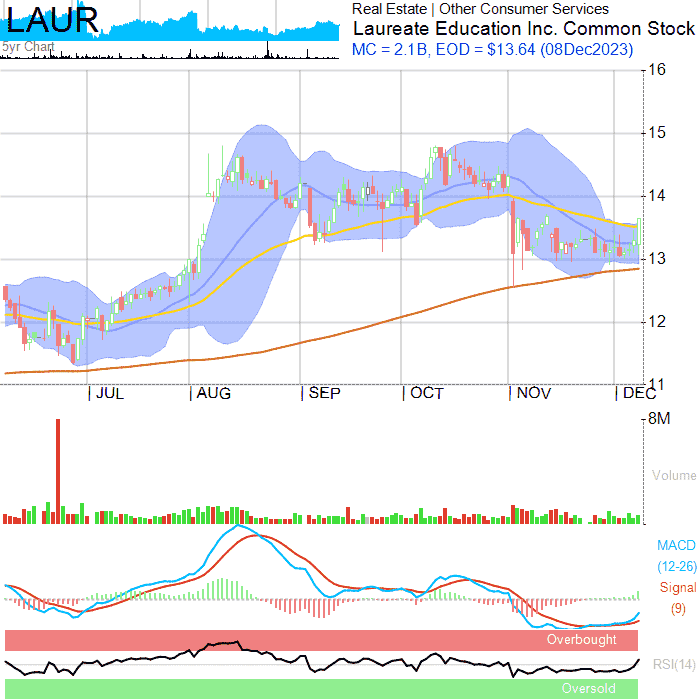 LAUR
5yr Chart
Real Estate | Other Consumer Services
Laureate Education Inc. Common Stock
MC = 2.1B, EOD = $13.64 (08Dec2023)
16
15
14
13
12
11
JUL AUG SEP OCT NOV DEC
8M
Volume
MACD
(12-26)
Signal
(9)
Overbought
RSI(14)
Oversold